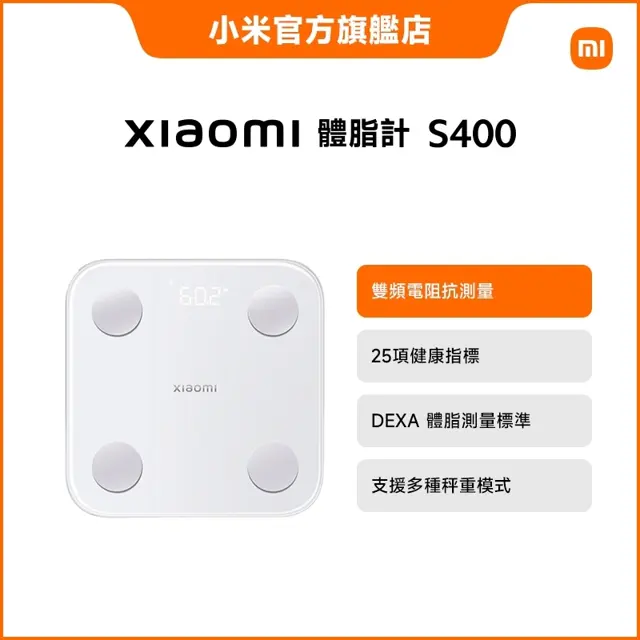 小米官方旗艦店
mi
xiaomi 體脂計 S400
60.2
xiaomi
雙頻電阻抗測量
25項健康指標
DEXA 體脂測量標準
支援多種秤重模式